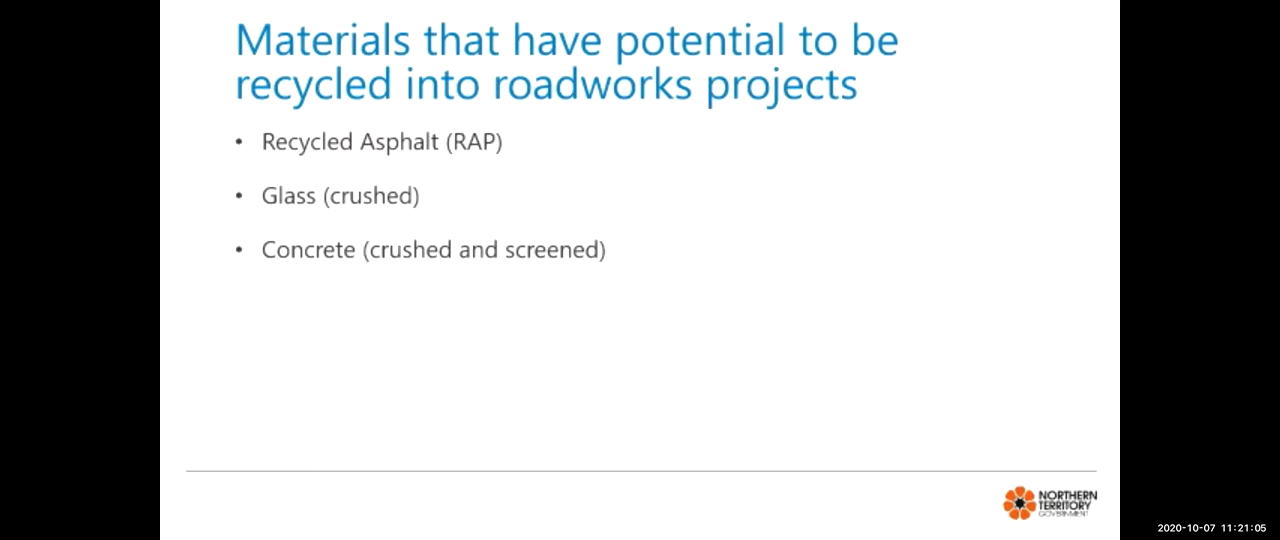 Materials that have potential to be
recycled into roadworks projects
• Recycled Asphalt (RAP)
• Glass (crushed)
• Concrete (crushed and screened)
NORTHERN
TERRITORY
GOVERNMENT
2020-10-07 11:21:05